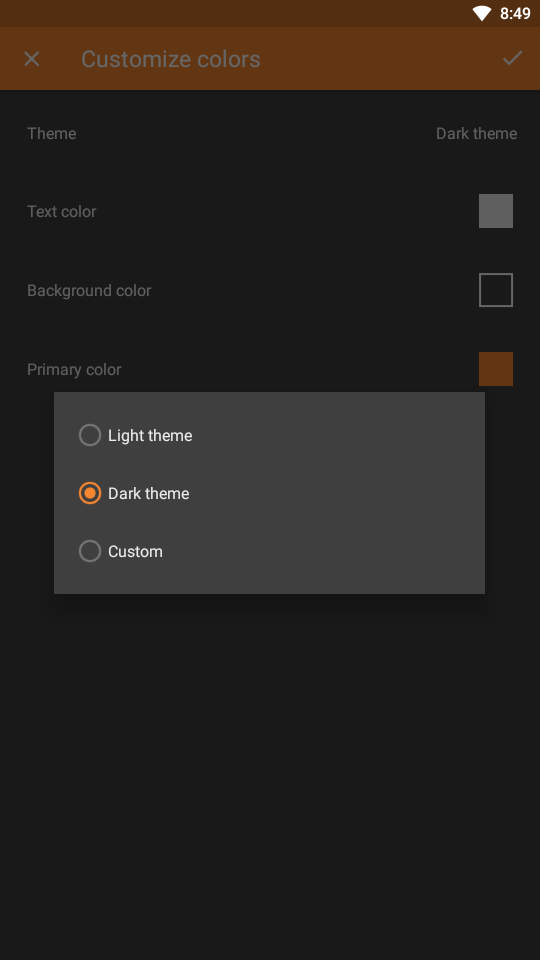 8:49
Customize colors
Theme Dark theme
Text color
Background color
Primary color
Light theme
Dark theme
Custom